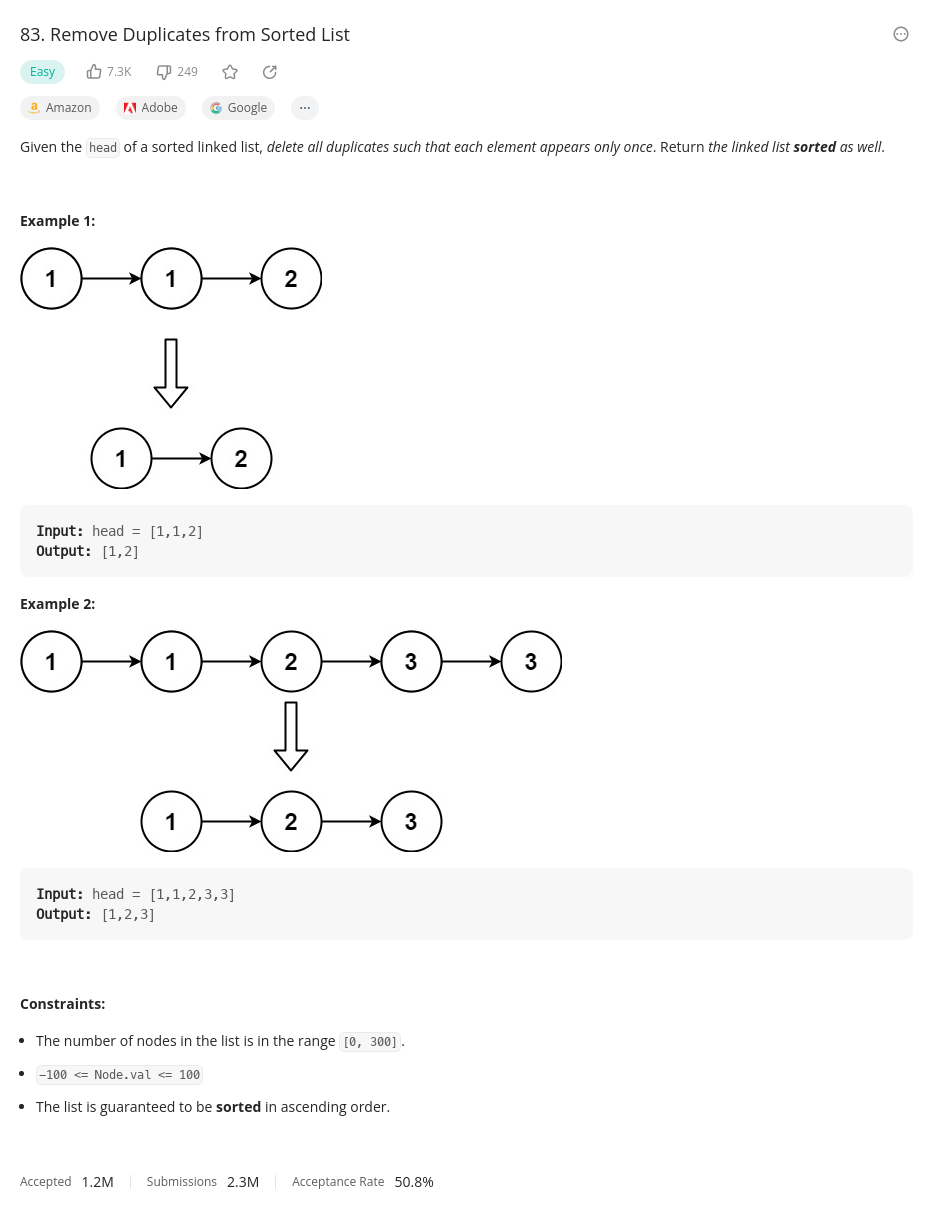 83. Remove Duplicates from Sorted List
Easy 7.3K 249
Amazon Adobe Google ...
Given the head of a sorted linked list, delete all duplicates such that each element appears only once. Return the linked list sorted as well.
Example 1:
1 1 2
1 2
Input: head = [1,1,2]
Output: [1,2]
Example 2:
1 1 2 3 3
1 2 3
Input: head = [1,1,2,3,3]
Output: [1,2,3]
Constraints:
• The number of nodes in the list is in the range [0, 300].
• -100 <= Node.val <= 100
• The list is guaranteed to be sorted in ascending order.
Accepted 1.2M Submissions 2.3M Acceptance Rate 50.8%